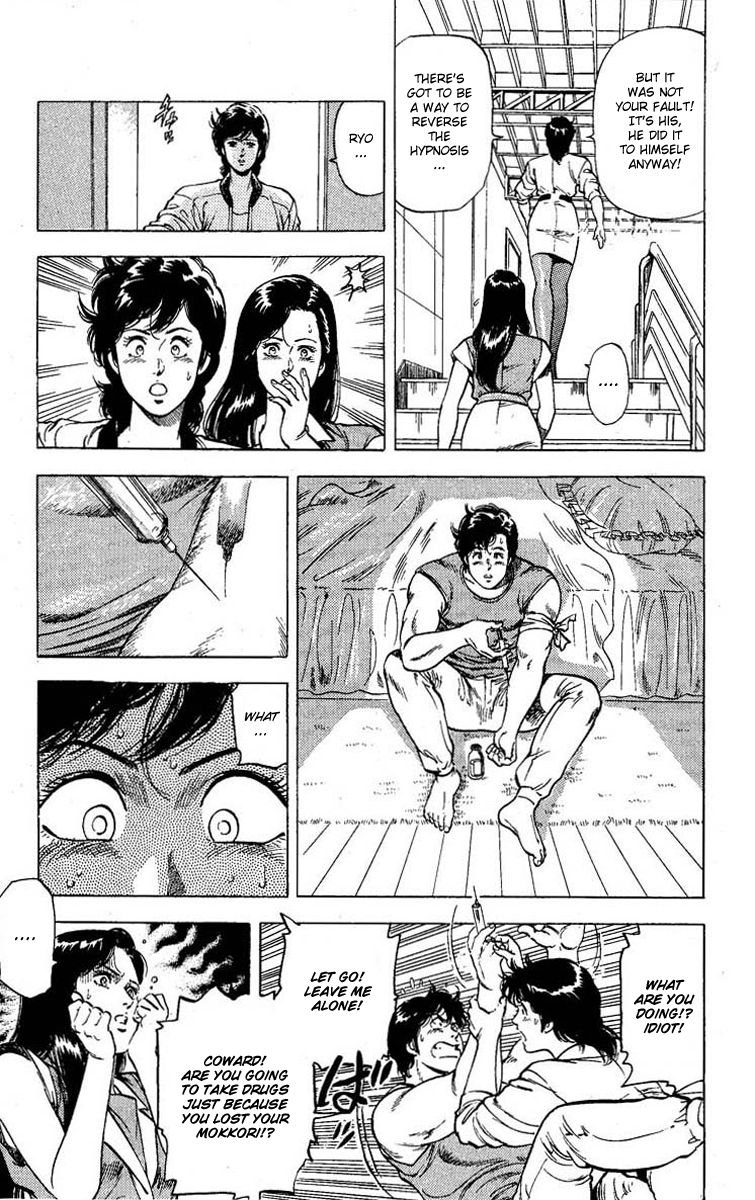 BUT IT
WAS NOT
YOUR FAULT!
IT'S HIS,
HE DID IT
TO HIMSELF
ANYWAY!
THERE'S
GOT TO BE
A WAY TO
REVERSE
THE
HYPNOSIS
...
....
RYO
...
WHAT
...
WHAT
ARE YOU
DOING!?
IDIOT!
LET GO!
LEAVE ME
ALONE!
COWARD!
ARE YOU GOING
TO TAKE DRUGS
JUST BECAUSE
YOU LOST YOUR
MOKKORI!?
ばっ
....